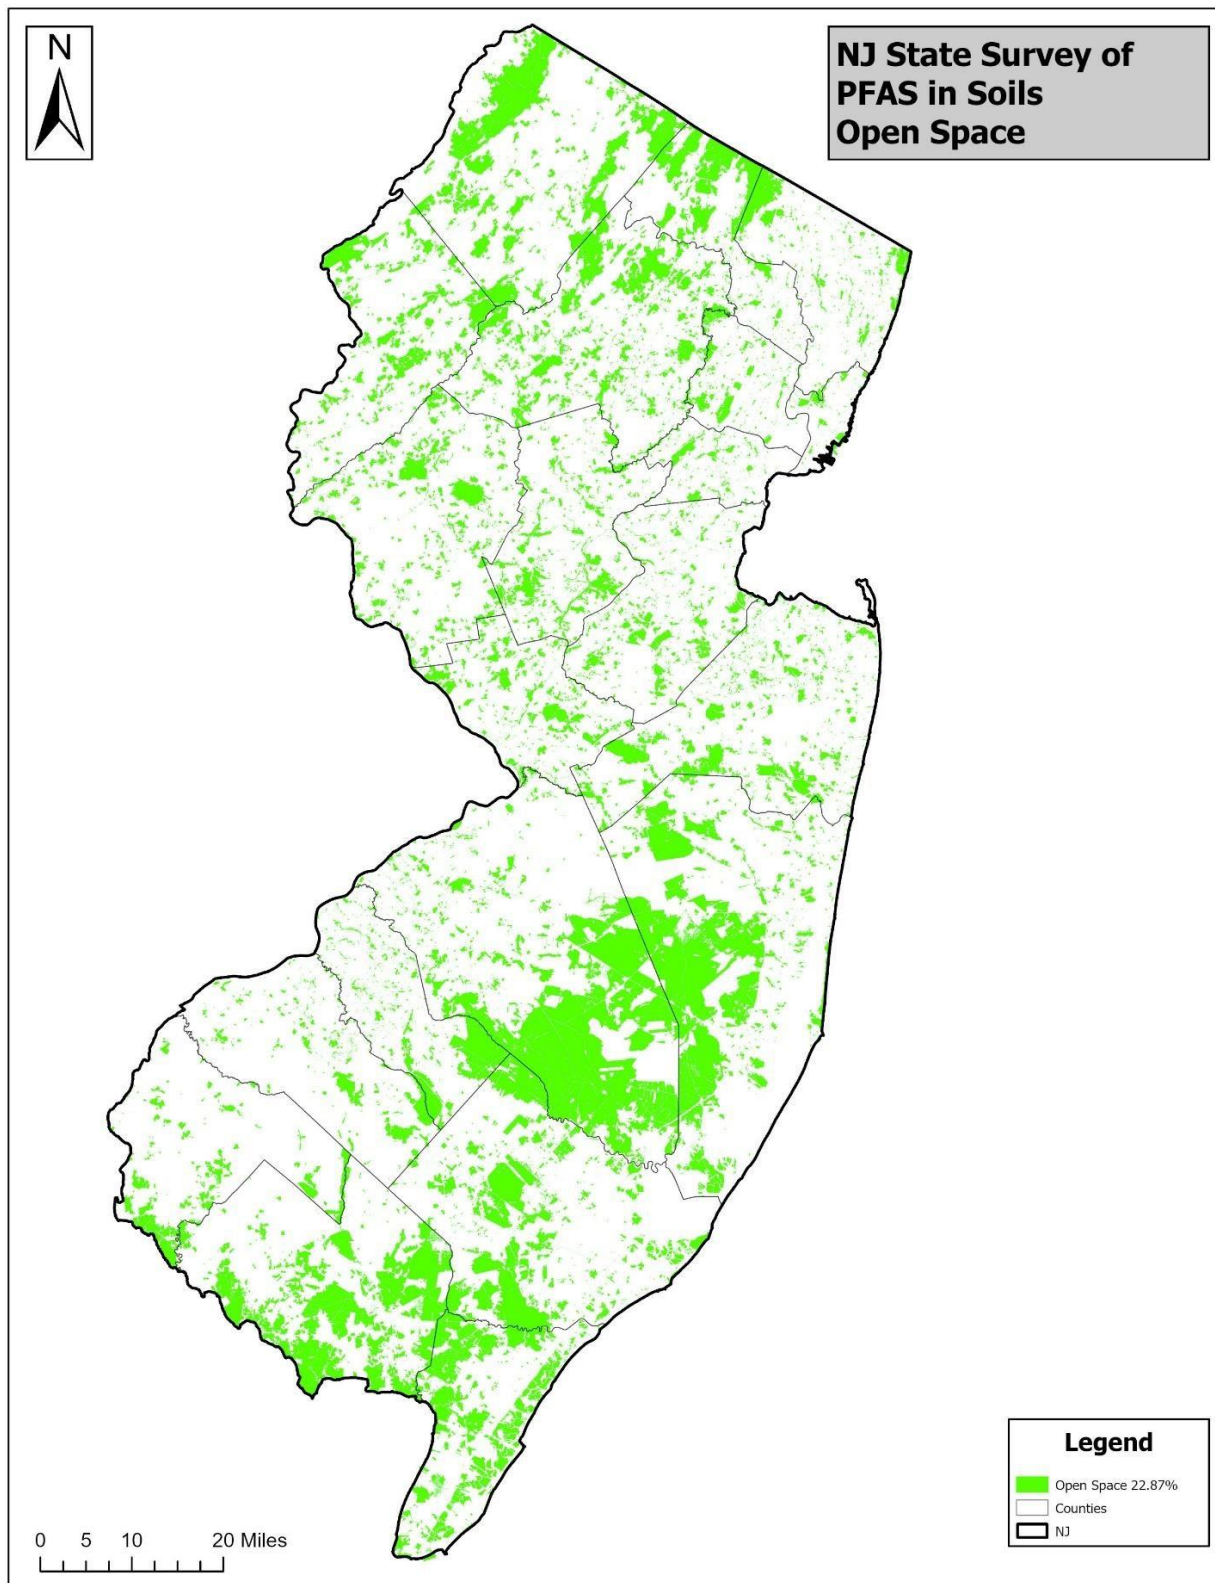 N
NJ State Survey of
PFAS in Soils
Open Space
Legend
Open Space 22.87%
Counties
NJ
0 5 10 20 Miles